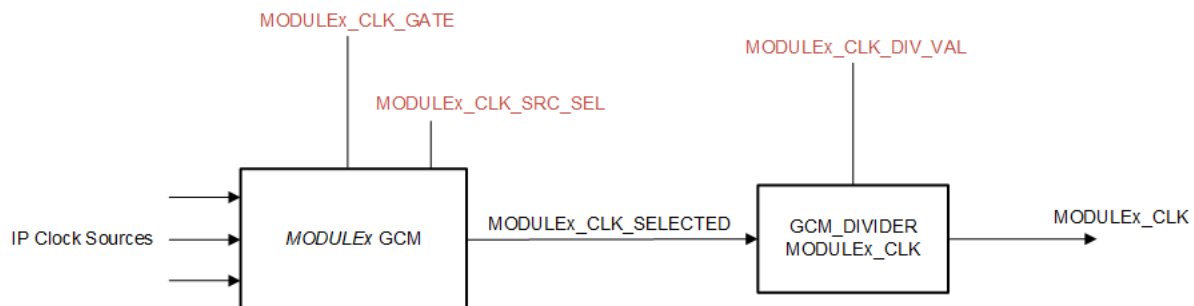 MODULEx_CLK_GATE
MODULEx_CLK_DIV_VAL
MODULEx_CLK_SRC_SEL
IP Clock Sources
MODULEx GCM
MODULEx_CLK_SELECTED
GCM_DIVIDER
MODULEx_CLK
MODULEx_CLK